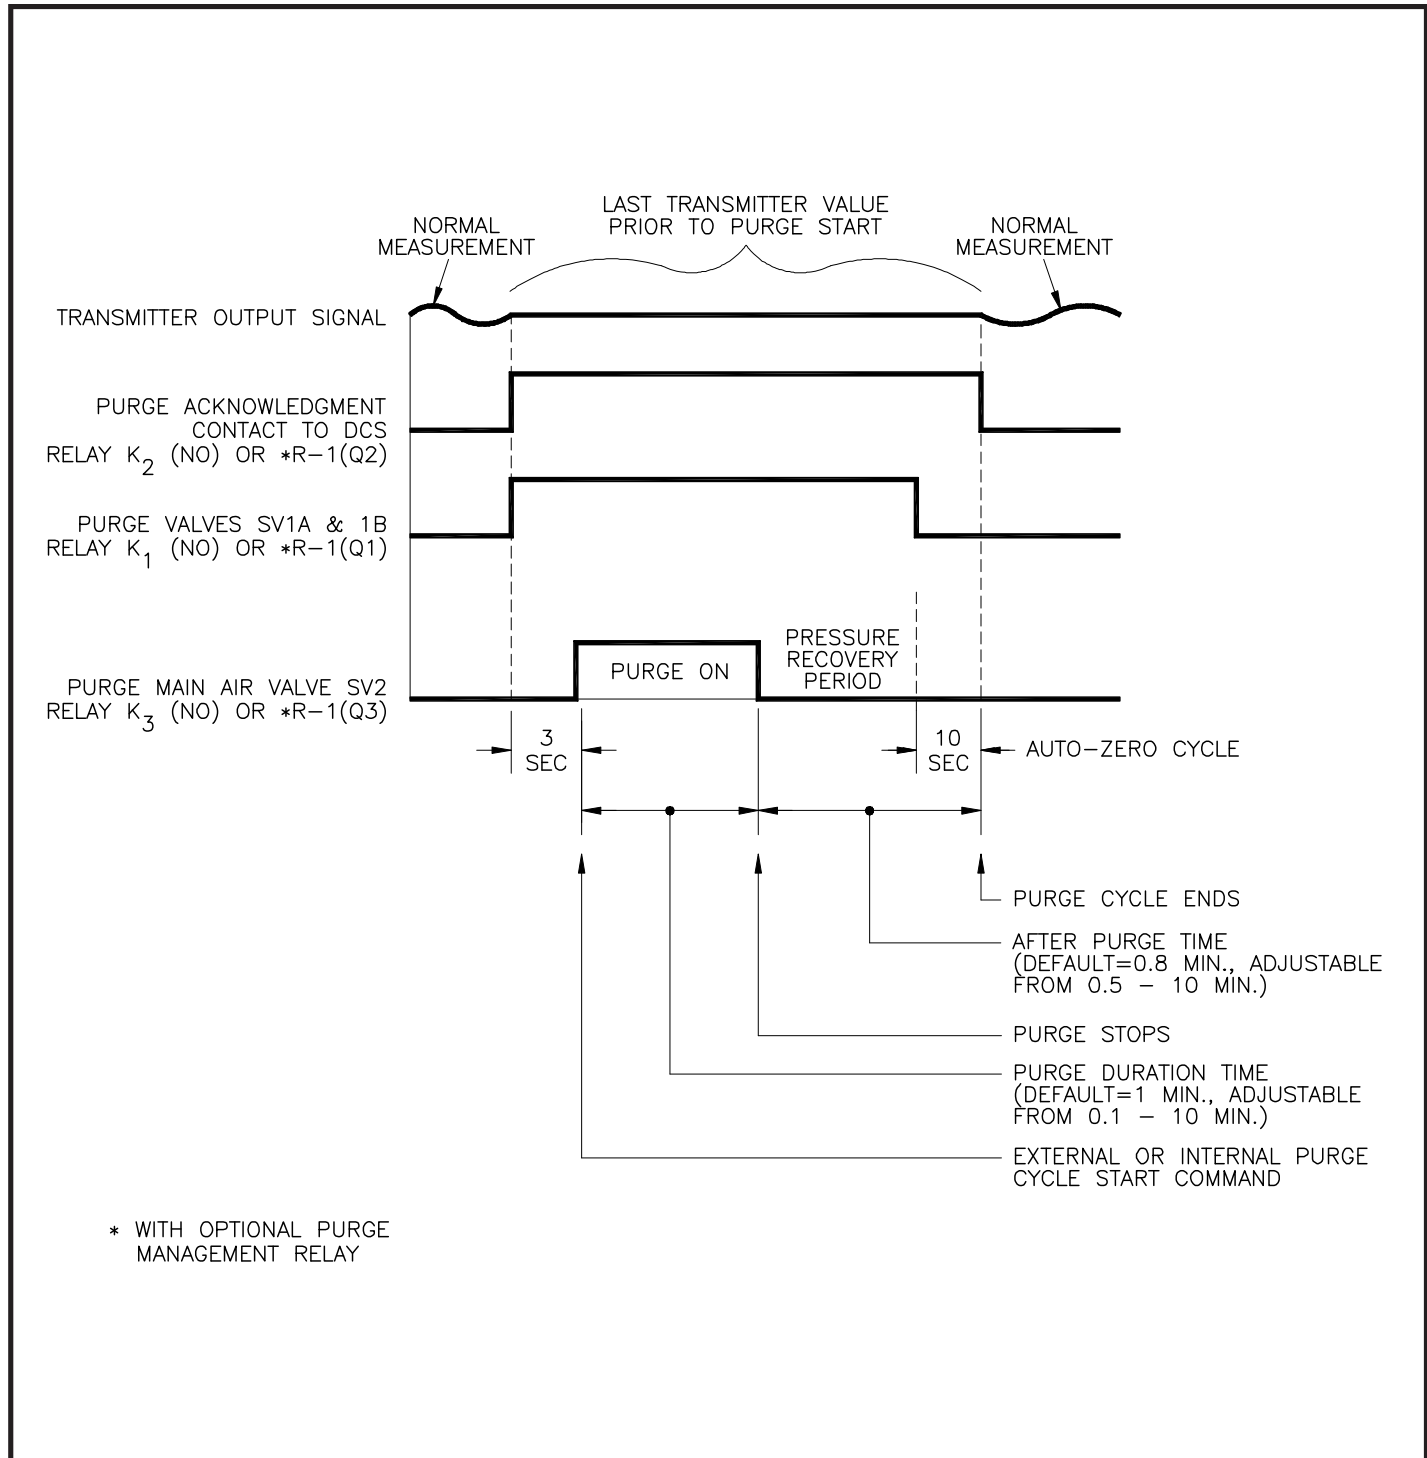 LAST TRANSMITTER VALUE
PRIOR TO PURGE START
NORMAL
MEASUREMENT
NORMAL
MEASUREMENT
TRANSMITTER OUTPUT SIGNAL
PURGE ACKNOWLEDGMENT
CONTACT TO DCS
RELAY K2 (NO) OR *R-1(Q2)
PURGE VALVES SV1A & 1B
RELAY K1 (NO) OR *R-1(Q1)
PURGE MAIN AIR VALVE SV2
RELAY K3 (NO) OR *R-1(Q3)
PURGE ON
PRESSURE
RECOVERY
PERIOD
3
SEC
10
SEC
AUTO-ZERO CYCLE
PURGE CYCLE ENDS
AFTER PURGE TIME
(DEFAULT=0.8 MIN., ADJUSTABLE
FROM 0.5 - 10 MIN.)
PURGE STOPS
PURGE DURATION TIME
(DEFAULT=1 MIN., ADJUSTABLE
FROM 0.1 - 10 MIN.)
EXTERNAL OR INTERNAL PURGE
CYCLE START COMMAND
* WITH OPTIONAL PURGE
MANAGEMENT RELAY